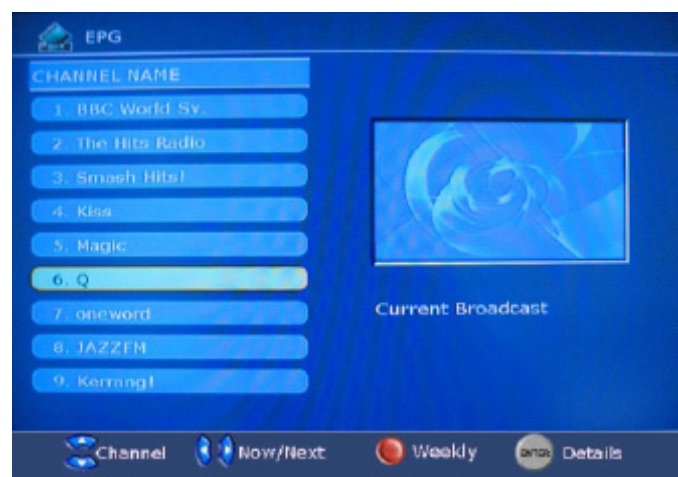 EPG
CHANNEL NAME
1. BBC World Sv.
2. The Hits Radio
3. Smash Hits!
4. Kiss
5. Magic
6. Q
7. oneword
8. JAZZFM
9. Kerrang!
Current Broadcast
Channel Now/Next Weekly ENTER Details